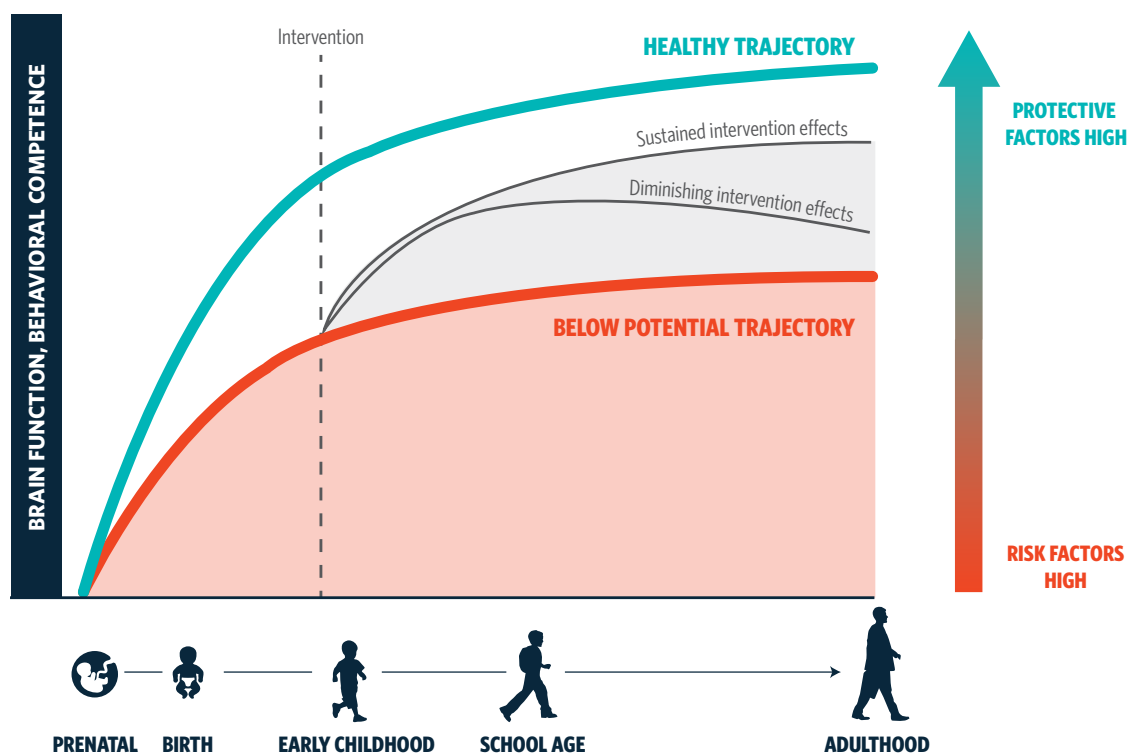 BRAIN FUNCTION, BEHAVIORAL COMPETENCE
Intervention
HEALTHY TRAJECTORY
Sustained intervention effects
Diminishing intervention effects
BELOW POTENTIAL TRAJECTORY
PROTECTIVE
FACTORS HIGH
RISK FACTORS
HIGH
PRENATAL
BIRTH
EARLY CHILDHOOD
SCHOOL AGE
ADULTHOOD